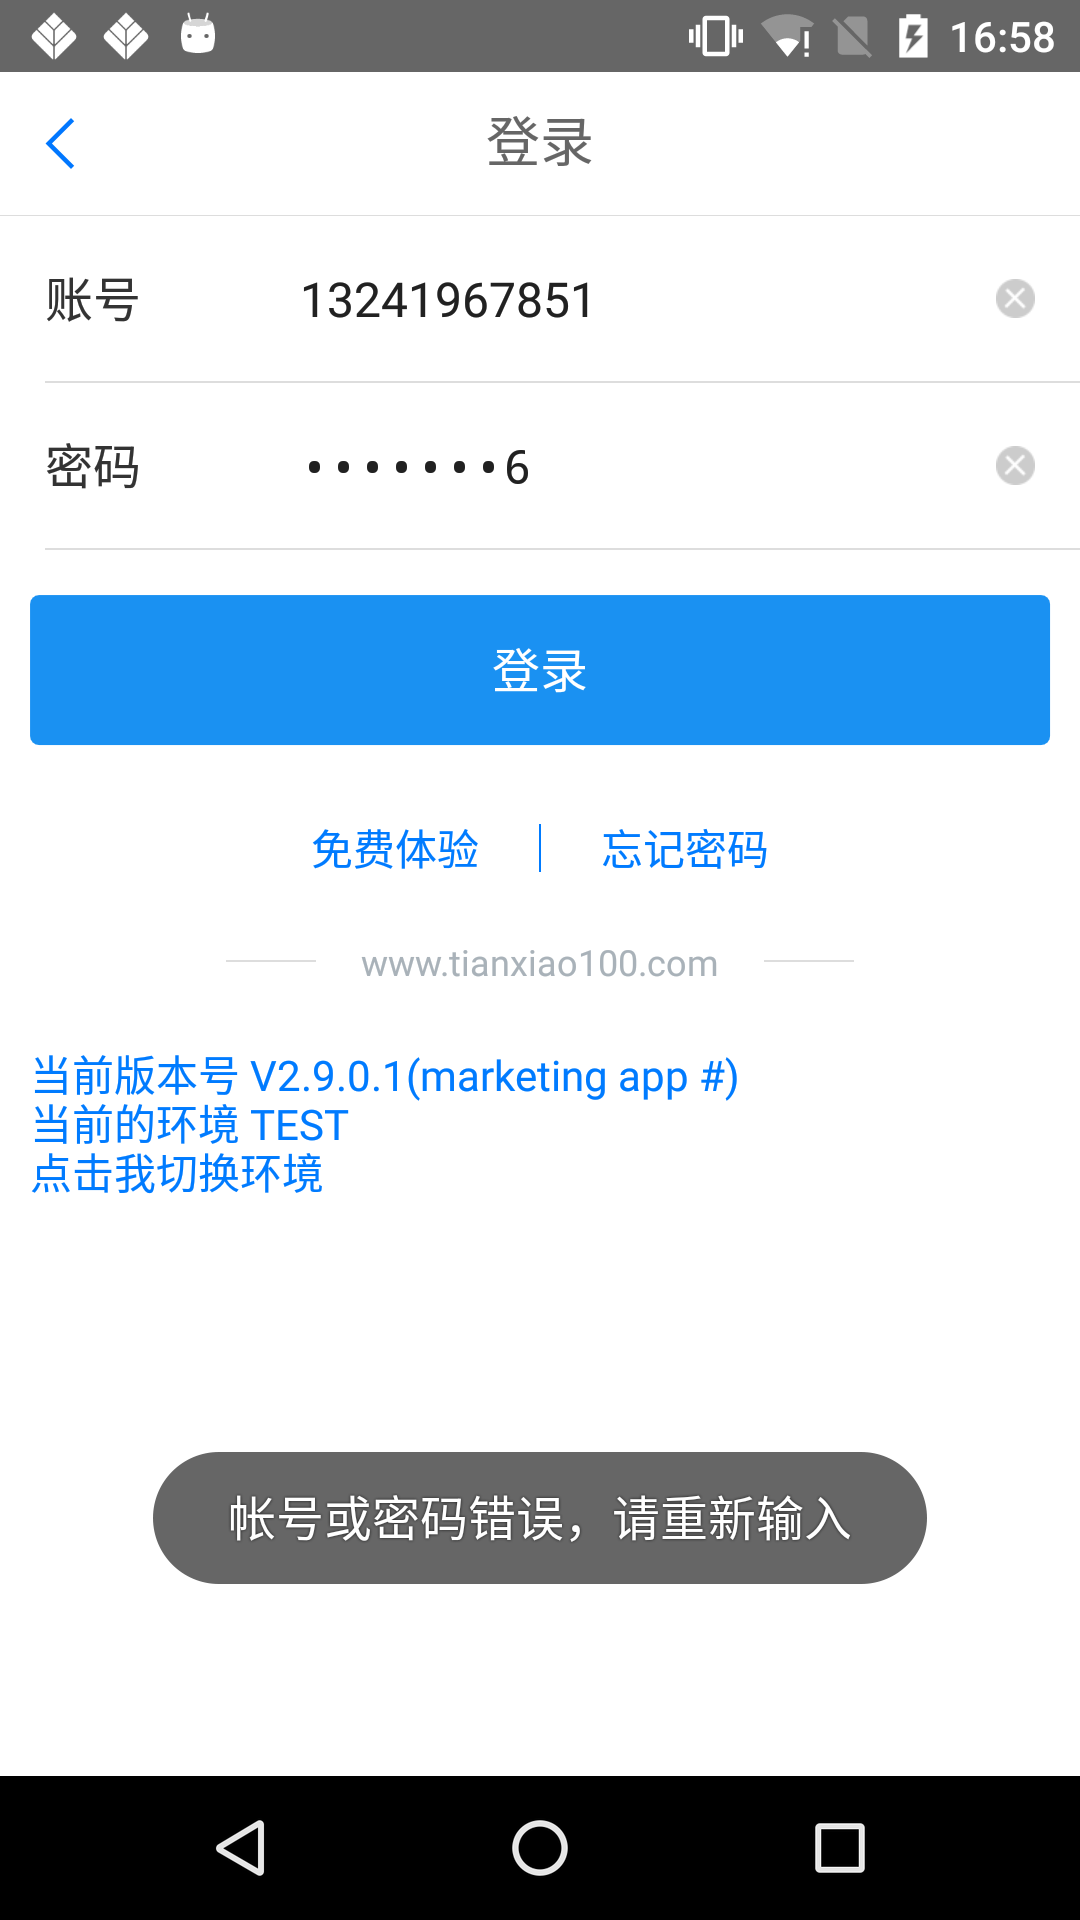 16:58
登录
账号 13241967851
密码 •••••••6
登录
免费体验 忘记密码
www.tianxiao100.com
当前版本号 V2.9.0.1(marketing app #)
当前的环境 TEST
点击我切换环境
帐号或密码错误，请重新输入